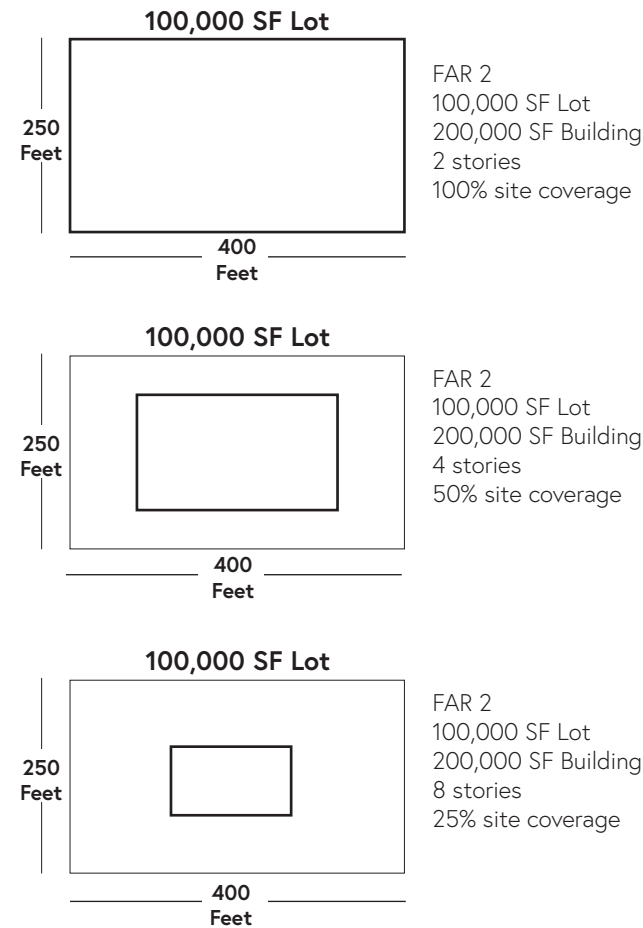 100,000 SF Lot
250
Feet
400
Feet
FAR 2
100,000 SF Lot
200,000 SF Building
2 stories
100% site coverage
100,000 SF Lot
250
Feet
400
Feet
FAR 2
100,000 SF Lot
200,000 SF Building
4 stories
50% site coverage
100,000 SF Lot
250
Feet
400
Feet
FAR 2
100,000 SF Lot
200,000 SF Building
8 stories
25% site coverage